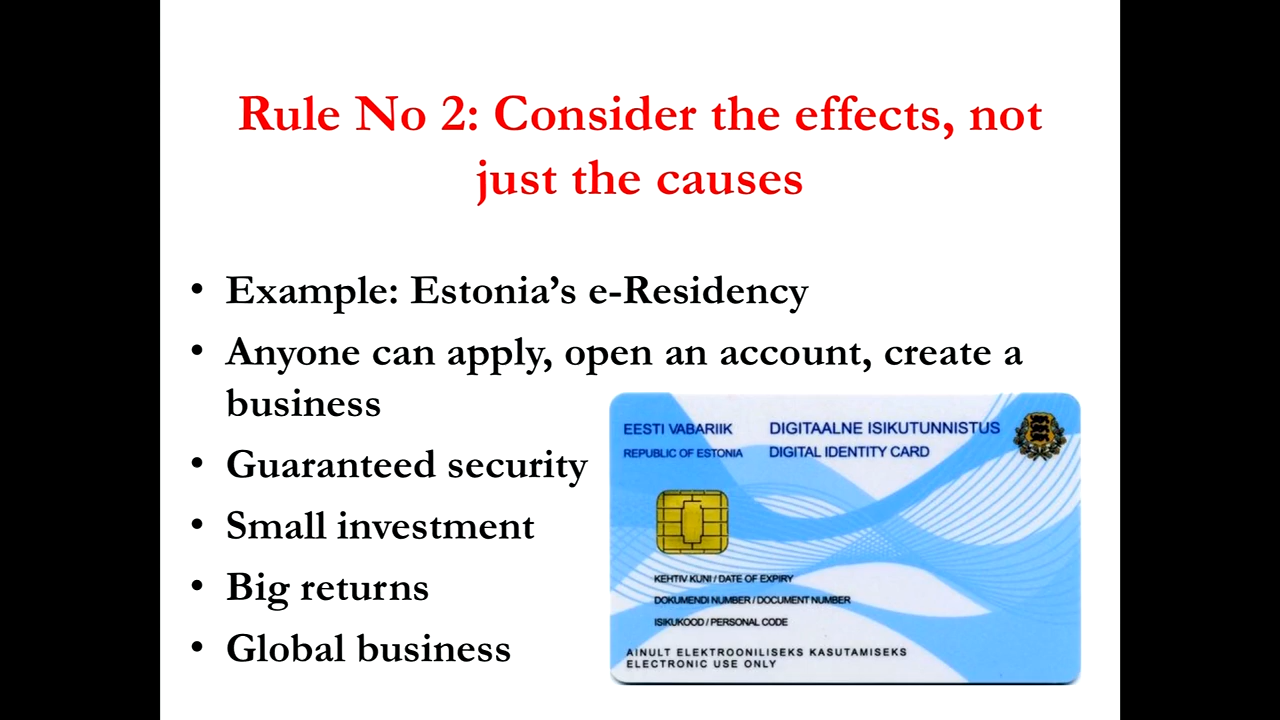 Rule No 2: Consider the effects, not
just the causes
• Example: Estonia’s e-Residency
• Anyone can apply, open an account, create a
business
• Guaranteed security
• Small investment
• Big returns
• Global business
EESTI VABARIIK DIGITAALNE ISIKUTUNNISTUS
REPUBLIC OF ESTONIA DIGITAL IDENTITY CARD
KEHTIV KUNI / DATE OF EXPIRY
DOKUMENDI NUMBER / DOCUMENT NUMBER
ISIKUKOOD / PERSONAL CODE
AINULT ELEKTROONILISEKS KASUTAMISEKS
ELECTRONIC USE ONLY